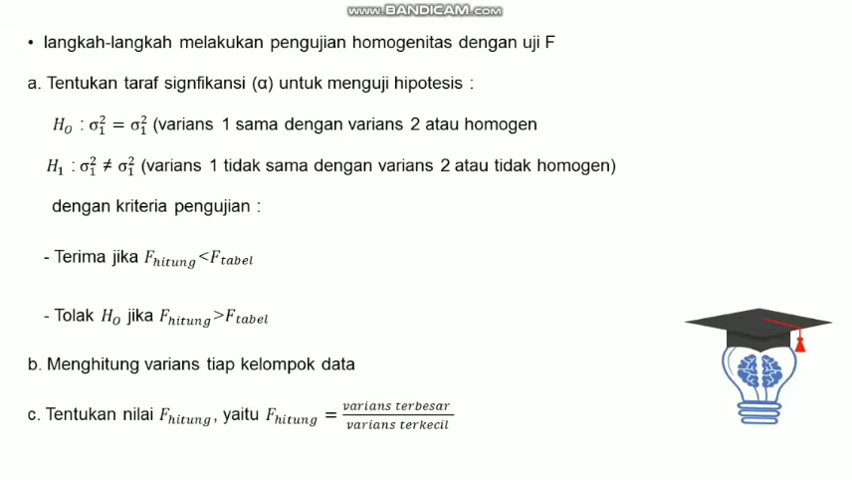 www.BANDICAM.com
• langkah-langkah melakukan pengujian homogenitas dengan uji F
a. Tentukan taraf signfikansi (α) untuk menguji hipotesis :
H₀ : σ₁² = σ₁² (varians 1 sama dengan varians 2 atau homogen
H₁ : σ₁² ≠ σ₁² (varians 1 tidak sama dengan varians 2 atau tidak homogen)
dengan kriteria pengujian :
- Terima jika F_hitung<F_tabel
- Tolak H₀ jika F_hitung>F_tabel
b. Menghitung varians tiap kelompok data
c. Tentukan nilai F_hitung, yaitu F_hitung = varians terbesar / varians terkecil